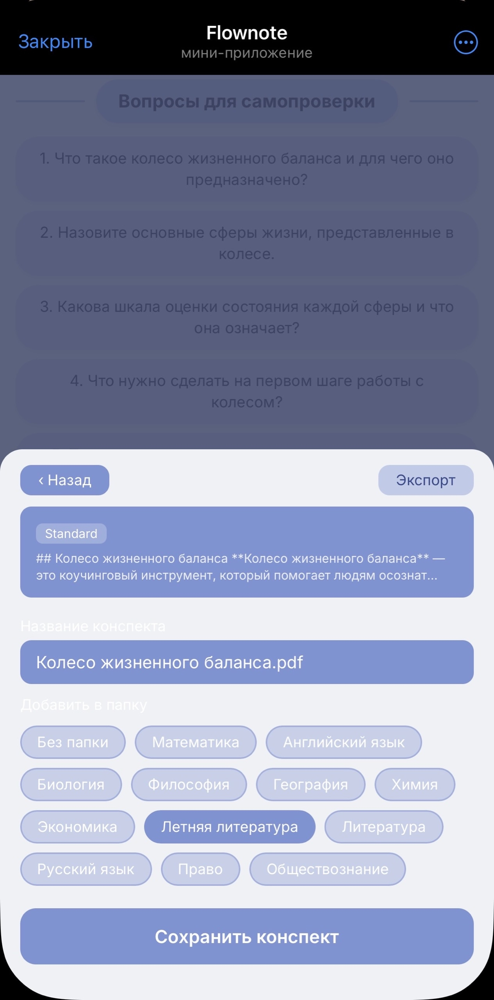 Закрыть
Flownote
мини-приложение
Вопросы для самопроверки
1. Что такое колесо жизненного баланса и для чего оно
предназначено?
2. Назовите основные сферы жизни, представленные в
колесе.
3. Какова шкала оценки состояния каждой сферы и что
она означает?
4. Что нужно сделать на первом шаге работы с
колесом?
‹ Назад
Экспорт
Standard
## Колесо жизненного баланса **Колесо жизненного баланса** —
это коучинговый инструмент, который помогает людям осознат...
Название конспекта
Колесо жизненного баланса.pdf
Добавить в папку
Без папки Математика Английский язык
Биология Философия География Химия
Экономика Летняя литература Литература
Русский язык Право Обществознание
Сохранить конспект